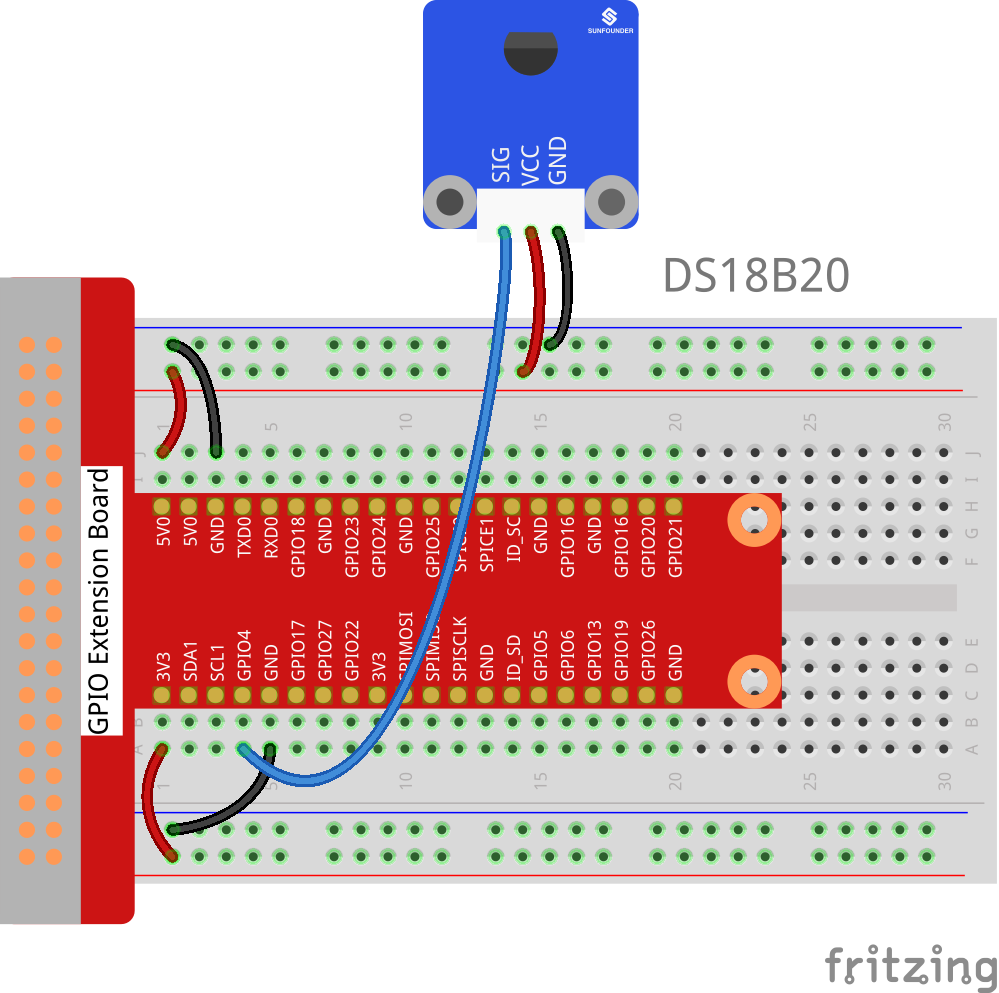 SUNFOUNDER
SIG
VCC
GND
DS18B20
1
5
10
15
20
25
30
J
J
I
I
H
G
F
5V0
5V0
GND
TXD0
RXD0
GPIO18
GND
GPIO23
GPIO24
GND
GPIO25
SPICE1
ID_SC
GND
GPIO16
GND
GPIO16
GPIO20
GPIO21
GPIO Extension Board
3V3
SDA1
SCL1
GPIO4
GND
GPIO17
GPIO27
GPIO22
3V3
SPIMOSI
SPISCLK
GND
ID_SD
GPIO5
GPIO6
GPIO13
GPIO19
GPIO26
GND
E
D
C
B
B
A
A
1
5
10
15
20
25
30
fritzing